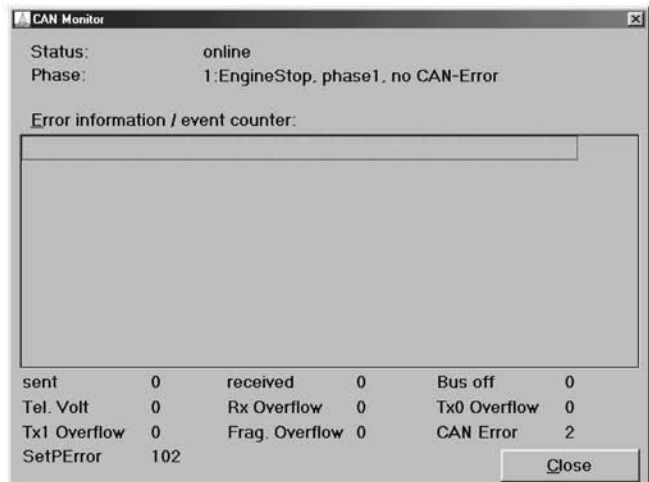 CAN Monitor
Status: online
Phase: 1:EngineStop, phase1, no CAN-Error
Error information / event counter:
sent 0 received 0 Bus off 0
Tel. Volt 0 Rx Overflow 0 Tx0 Overflow 0
Tx1 Overflow 0 Frag. Overflow 0 CAN Error 2
SetPError 102
Close